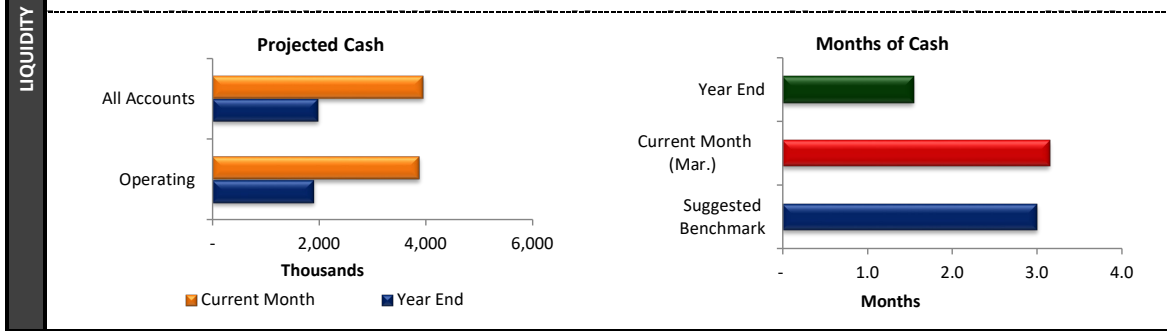 LIQUIDITY
Projected Cash
All Accounts
Operating
-
2,000
4,000
6,000
Thousands
Current Month
Year End
Months of Cash
Year End
Current Month
(Mar.)
Suggested
Benchmark
-
1.0
2.0
3.0
4.0
Months